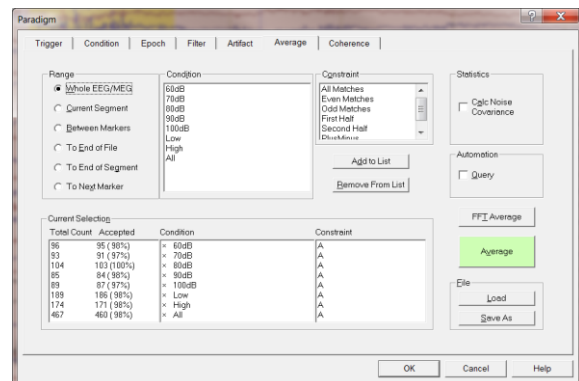 Paradigm
Trigger Condition Epoch Filter Artifact Average Coherence
Range
Whole EEG/MEG
Current Segment
Between Markers
To End of File
To End of Segment
To Next Marker
Condition
60dB
70dB
80dB
90dB
100dB
Low
High
All
Constraint
All Matches
Even Matches
Odd Matches
First Half
Second Half
PlusMinus
Add to List
Remove From List
Statistics
Calc Noise
Covariance
Automation
Query
FFT Average
Average
File
Load
Save As
Current Selection
Total Count Accepted Condition Constraint
96 95 ( 98%) × 60dB A
93 91 ( 97%) × 70dB A
104 103 (100%) × 80dB A
85 84 ( 98%) × 90dB A
89 87 ( 97%) × 100dB A
189 186 ( 98%) × Low A
174 171 ( 98%) × High A
467 460 ( 98%) × All A
OK Cancel Help